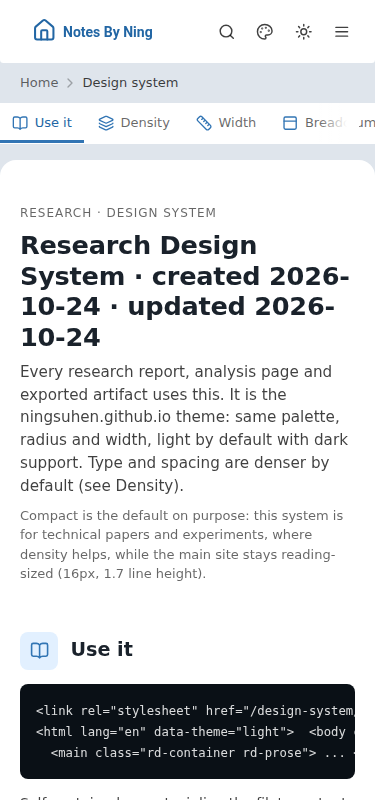 Notes By Ning
Home > Design system
Use it Density Width
RESEARCH · DESIGN SYSTEM
Research Design
System · created 2026-
10-24 · updated 2026-
10-24
Every research report, analysis page and
exported artifact uses this. It is the
ningsuhen.github.io theme: same palette,
radius and width, light by default with dark
support. Type and spacing are denser by
default (see Density).
Compact is the default on purpose: this system is
for technical papers and experiments, where
density helps, while the main site stays reading-
sized (16px, 1.7 line height).
Use it
<link rel="stylesheet" href="/design-system/
<html lang="en" data-theme="light"> <body
<main class="rd-container rd-prose"> ...